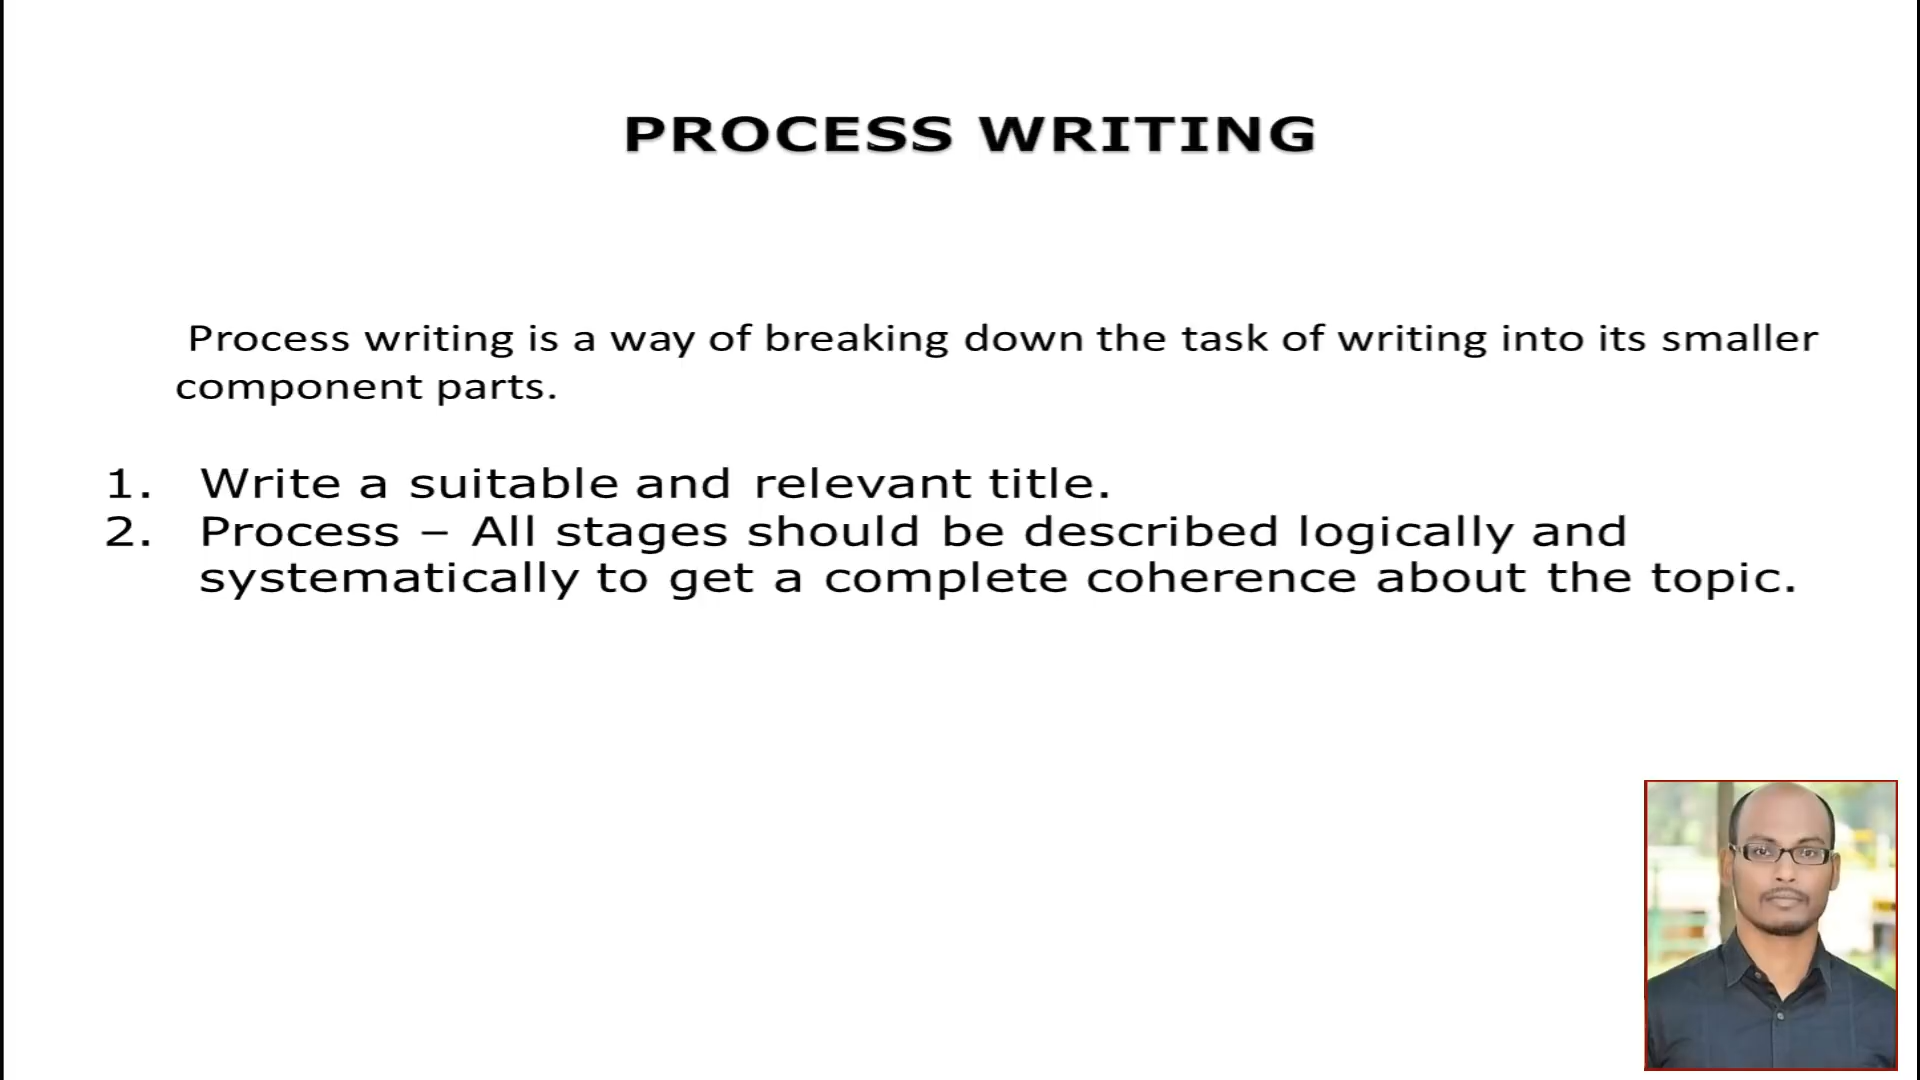 PROCESS WRITING
Process writing is a way of breaking down the task of writing into its smaller
component parts.
1. Write a suitable and relevant title.
2. Process – All stages should be described logically and
systematically to get a complete coherence about the topic.